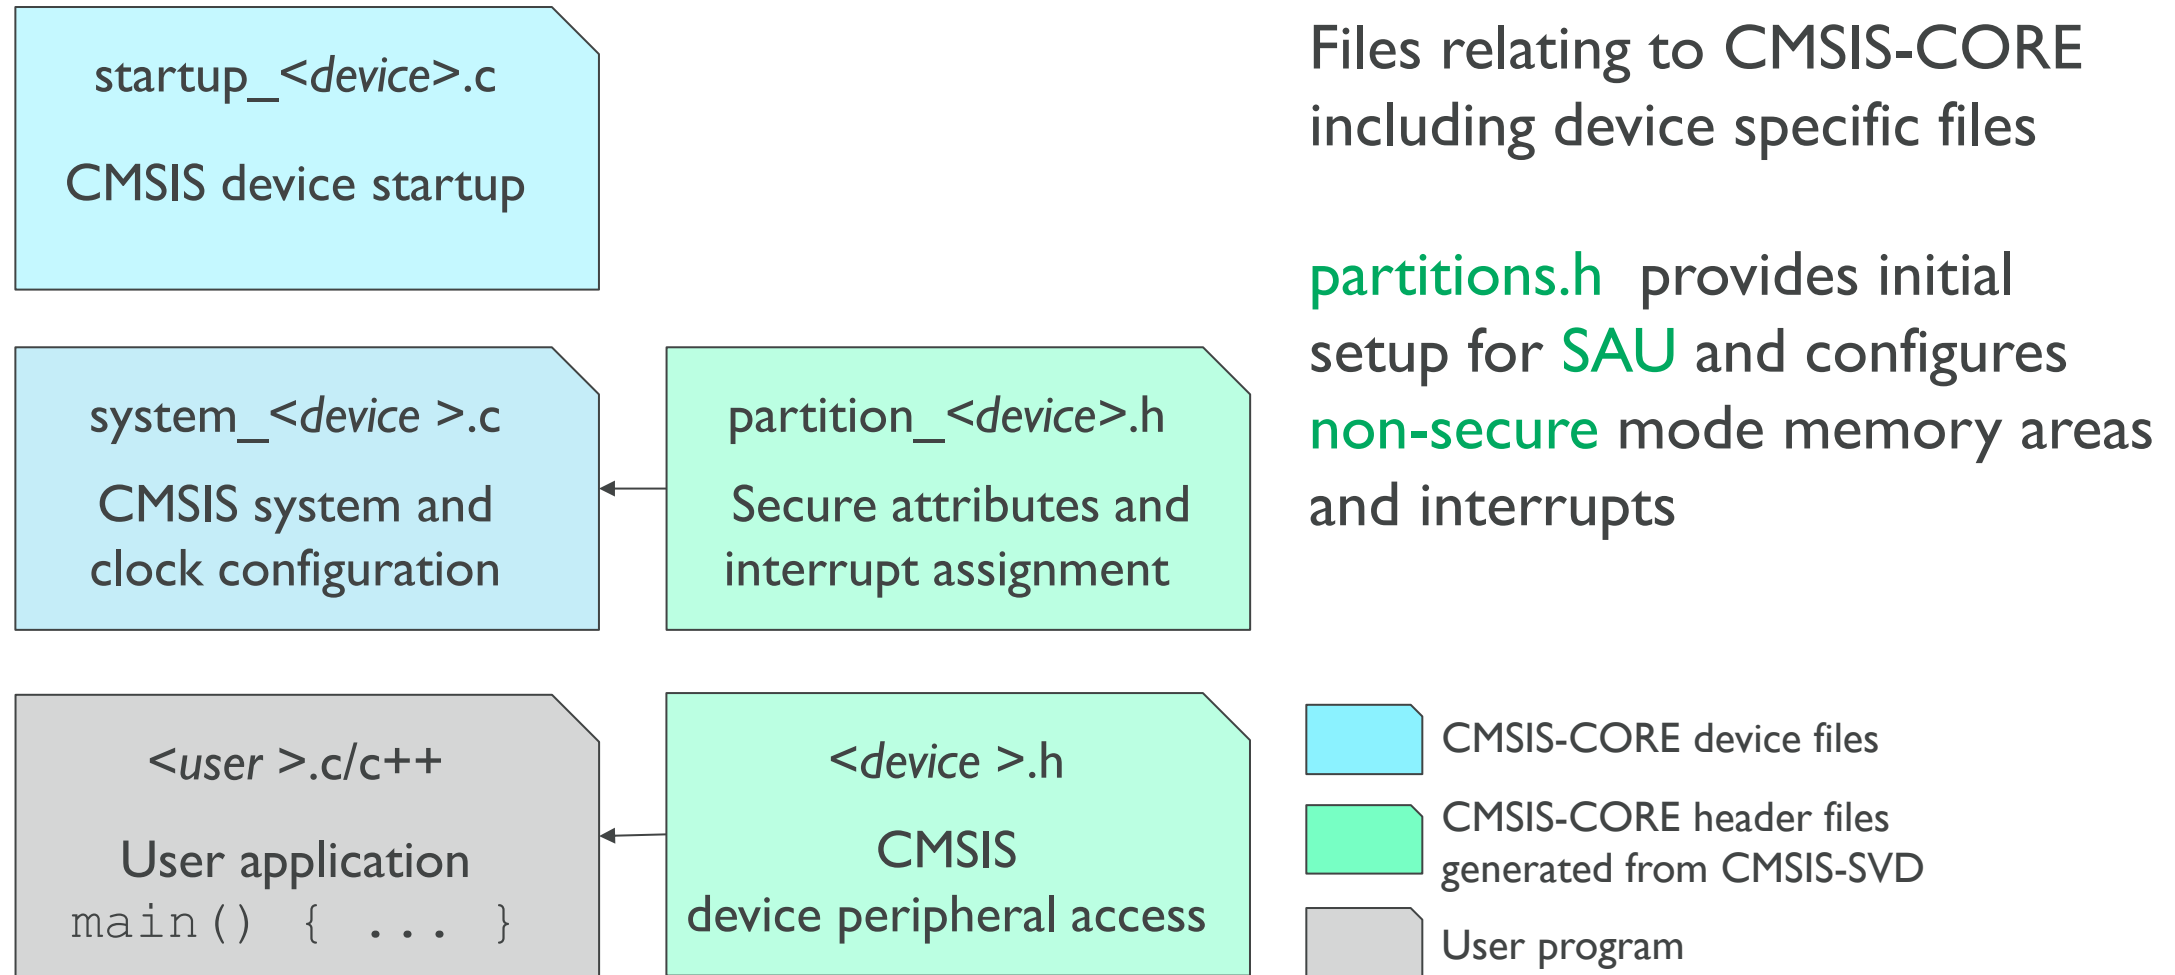 startup_<device>.c
CMSIS device startup
system_<device >.c
CMSIS system and
clock configuration
partition_<device>.h
Secure attributes and
interrupt assignment
<user >.c/c++
User application
main() { ... }
<device >.h
CMSIS
device peripheral access
Files relating to CMSIS-CORE
including device specific files
partitions.h provides initial
setup for SAU and configures
non-secure mode memory areas
and interrupts
CMSIS-CORE device files
CMSIS-CORE header files
generated from CMSIS-SVD
User program